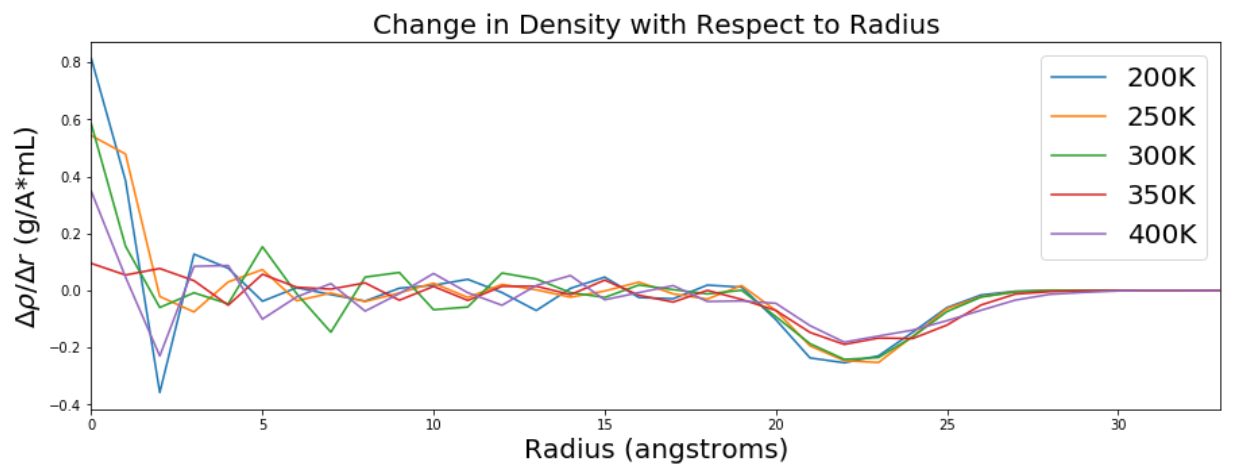 Change in Density with Respect to Radius
Δρ/Δr (g/A*mL)
0.8
0.6
0.4
0.2
0.0
−0.2
−0.4
200K
250K
300K
350K
400K
0 5 10 15 20 25 30
Radius (angstroms)